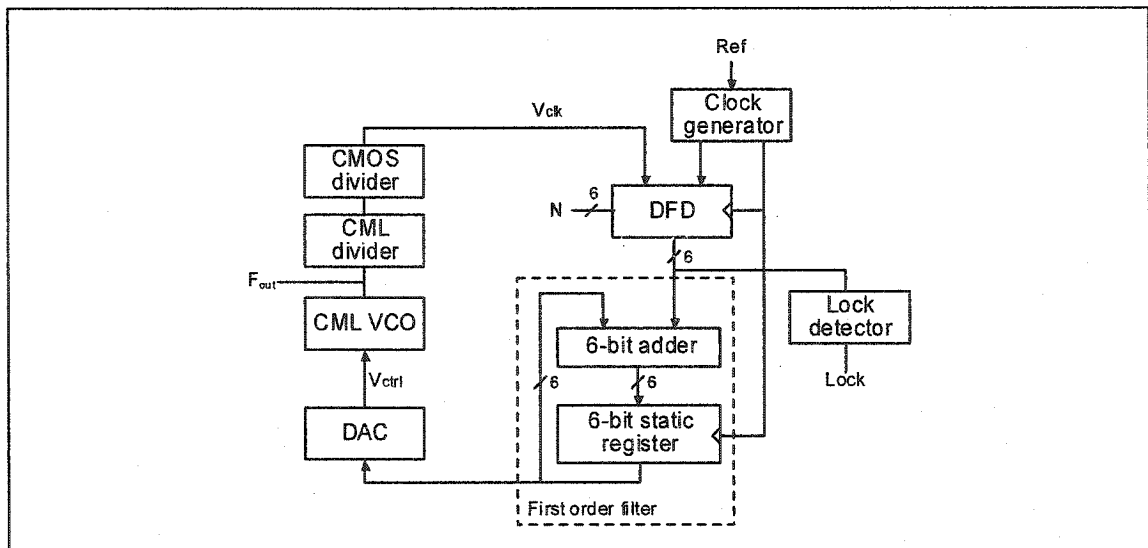 Ref
Clock
generator
Vclk
CMOS
divider
6
N
DFD
CML
divider
6
Fout
Lock
detector
CML VCO
6-bit adder
Lock
6
6
Vctrl
6-bit static
register
DAC
First order filter